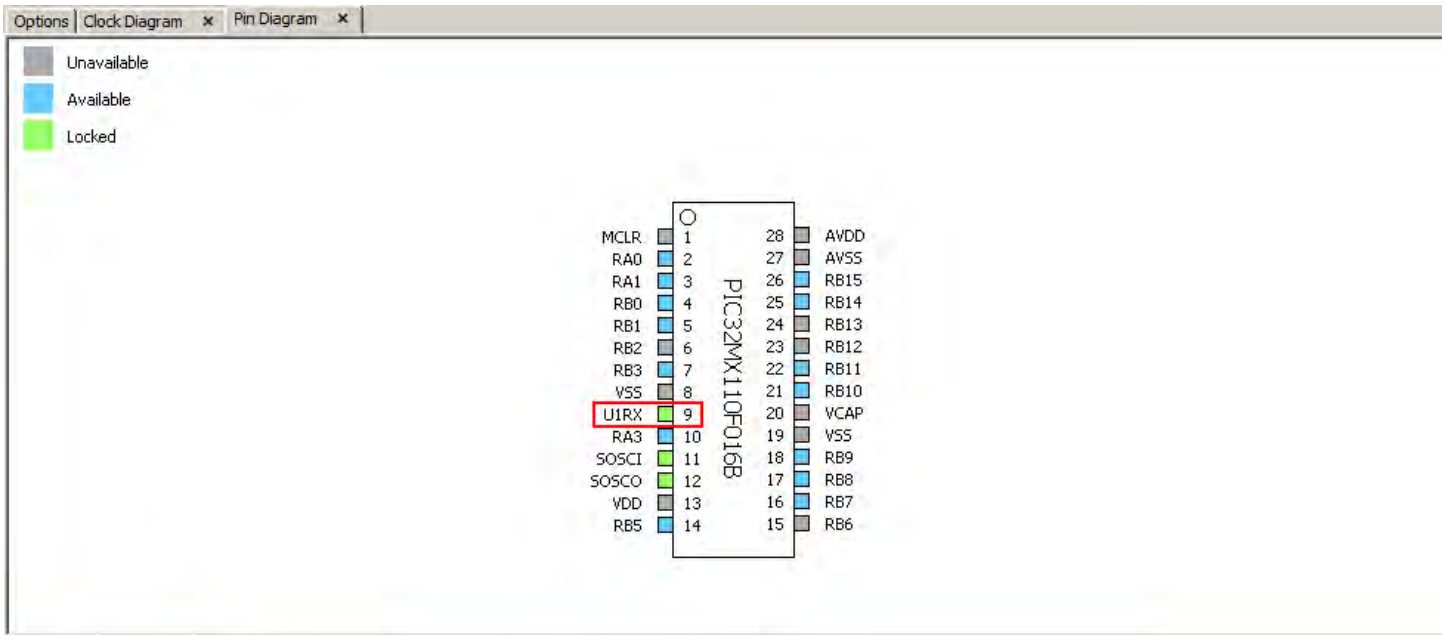 Options Clock Diagram × Pin Diagram ×
Unavailable
Available
Locked
MCLR 1 28 AVDD
RA0 2 27 AVSS
RA1 3 26 RB15
RB0 4 25 RB14
RB1 5 24 RB13
RB2 6 23 RB12
RB3 7 22 RB11
VSS 8 21 RB10
U1RX 9 20 VCAP
RA3 10 19 VSS
SOSCI 11 18 RB9
SOSCO 12 17 RB8
VDD 13 16 RB7
RB5 14 15 RB6
PIC32MX110F016B